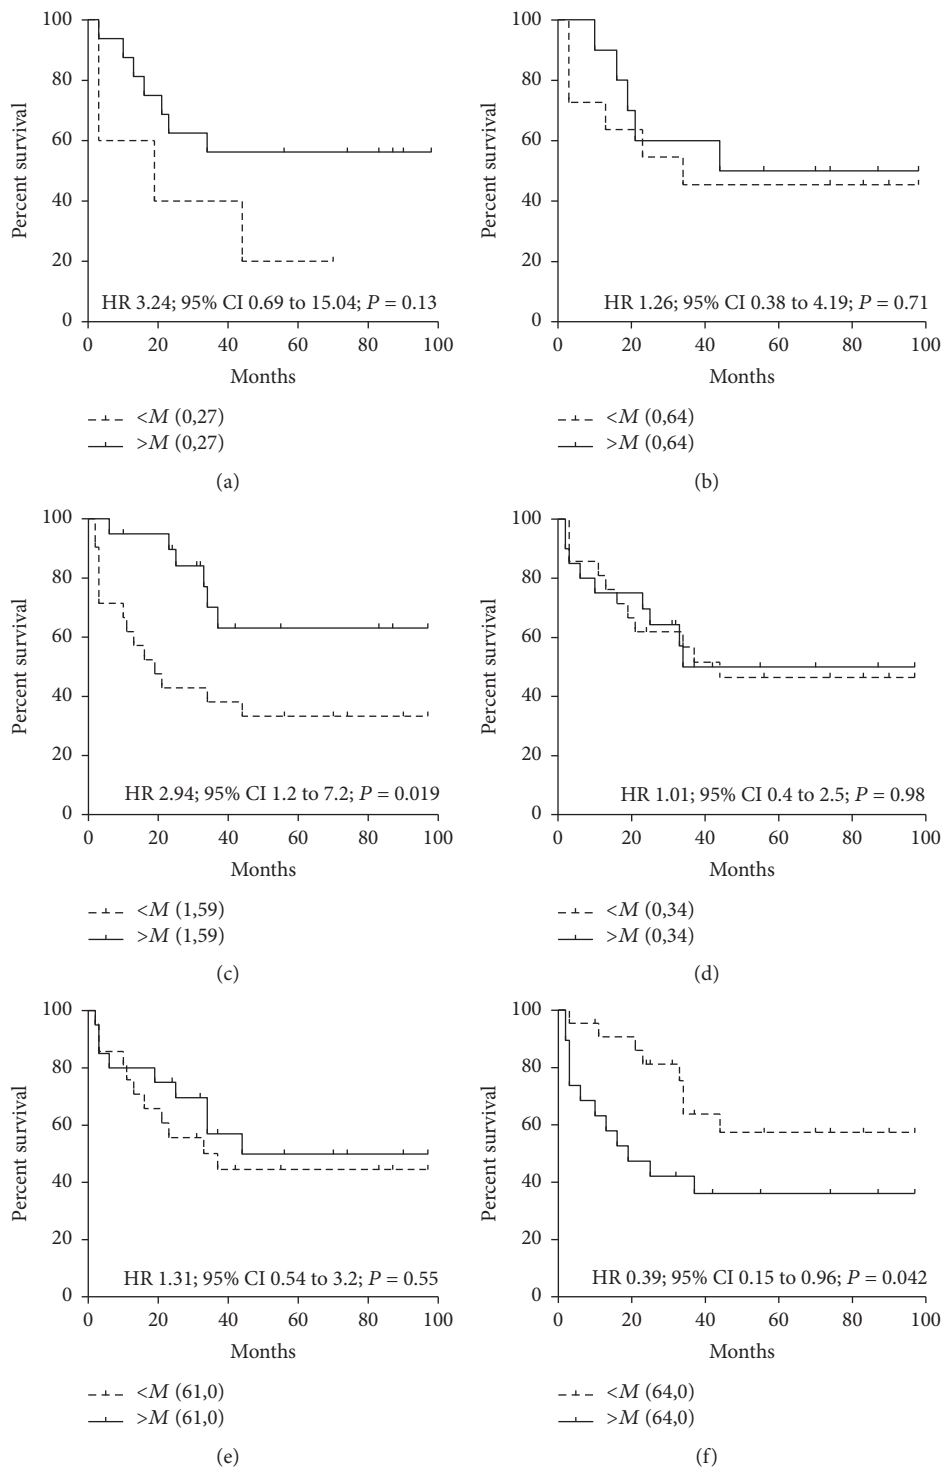 100
80
60
40
20
0
Percent survival
HR 3.24; 95% CI 0.69 to 15.04; P = 0.13
0 20 40 60 80 100
Months
<M (0,27)
>M (0,27)
(a)
100
80
60
40
20
0
Percent survival
HR 1.26; 95% CI 0.38 to 4.19; P = 0.71
0 20 40 60 80 100
Months
<M (0,64)
>M (0,64)
(b)
100
80
60
40
20
0
Percent survival
HR 2.94; 95% CI 1.2 to 7.2; P = 0.019
0 20 40 60 80 100
Months
<M (1,59)
>M (1,59)
(c)
100
80
60
40
20
0
Percent survival
HR 1.01; 95% CI 0.4 to 2.5; P = 0.98
0 20 40 60 80 100
Months
<M (0,34)
>M (0,34)
(d)
100
80
60
40
20
0
Percent survival
HR 1.31; 95% CI 0.54 to 3.2; P = 0.55
0 20 40 60 80 100
Months
<M (61,0)
>M (61,0)
(e)
100
80
60
40
20
0
Percent survival
HR 0.39; 95% CI 0.15 to 0.96; P = 0.042
0 20 40 60 80 100
Months
<M (64,0)
>M (64,0)
(f)